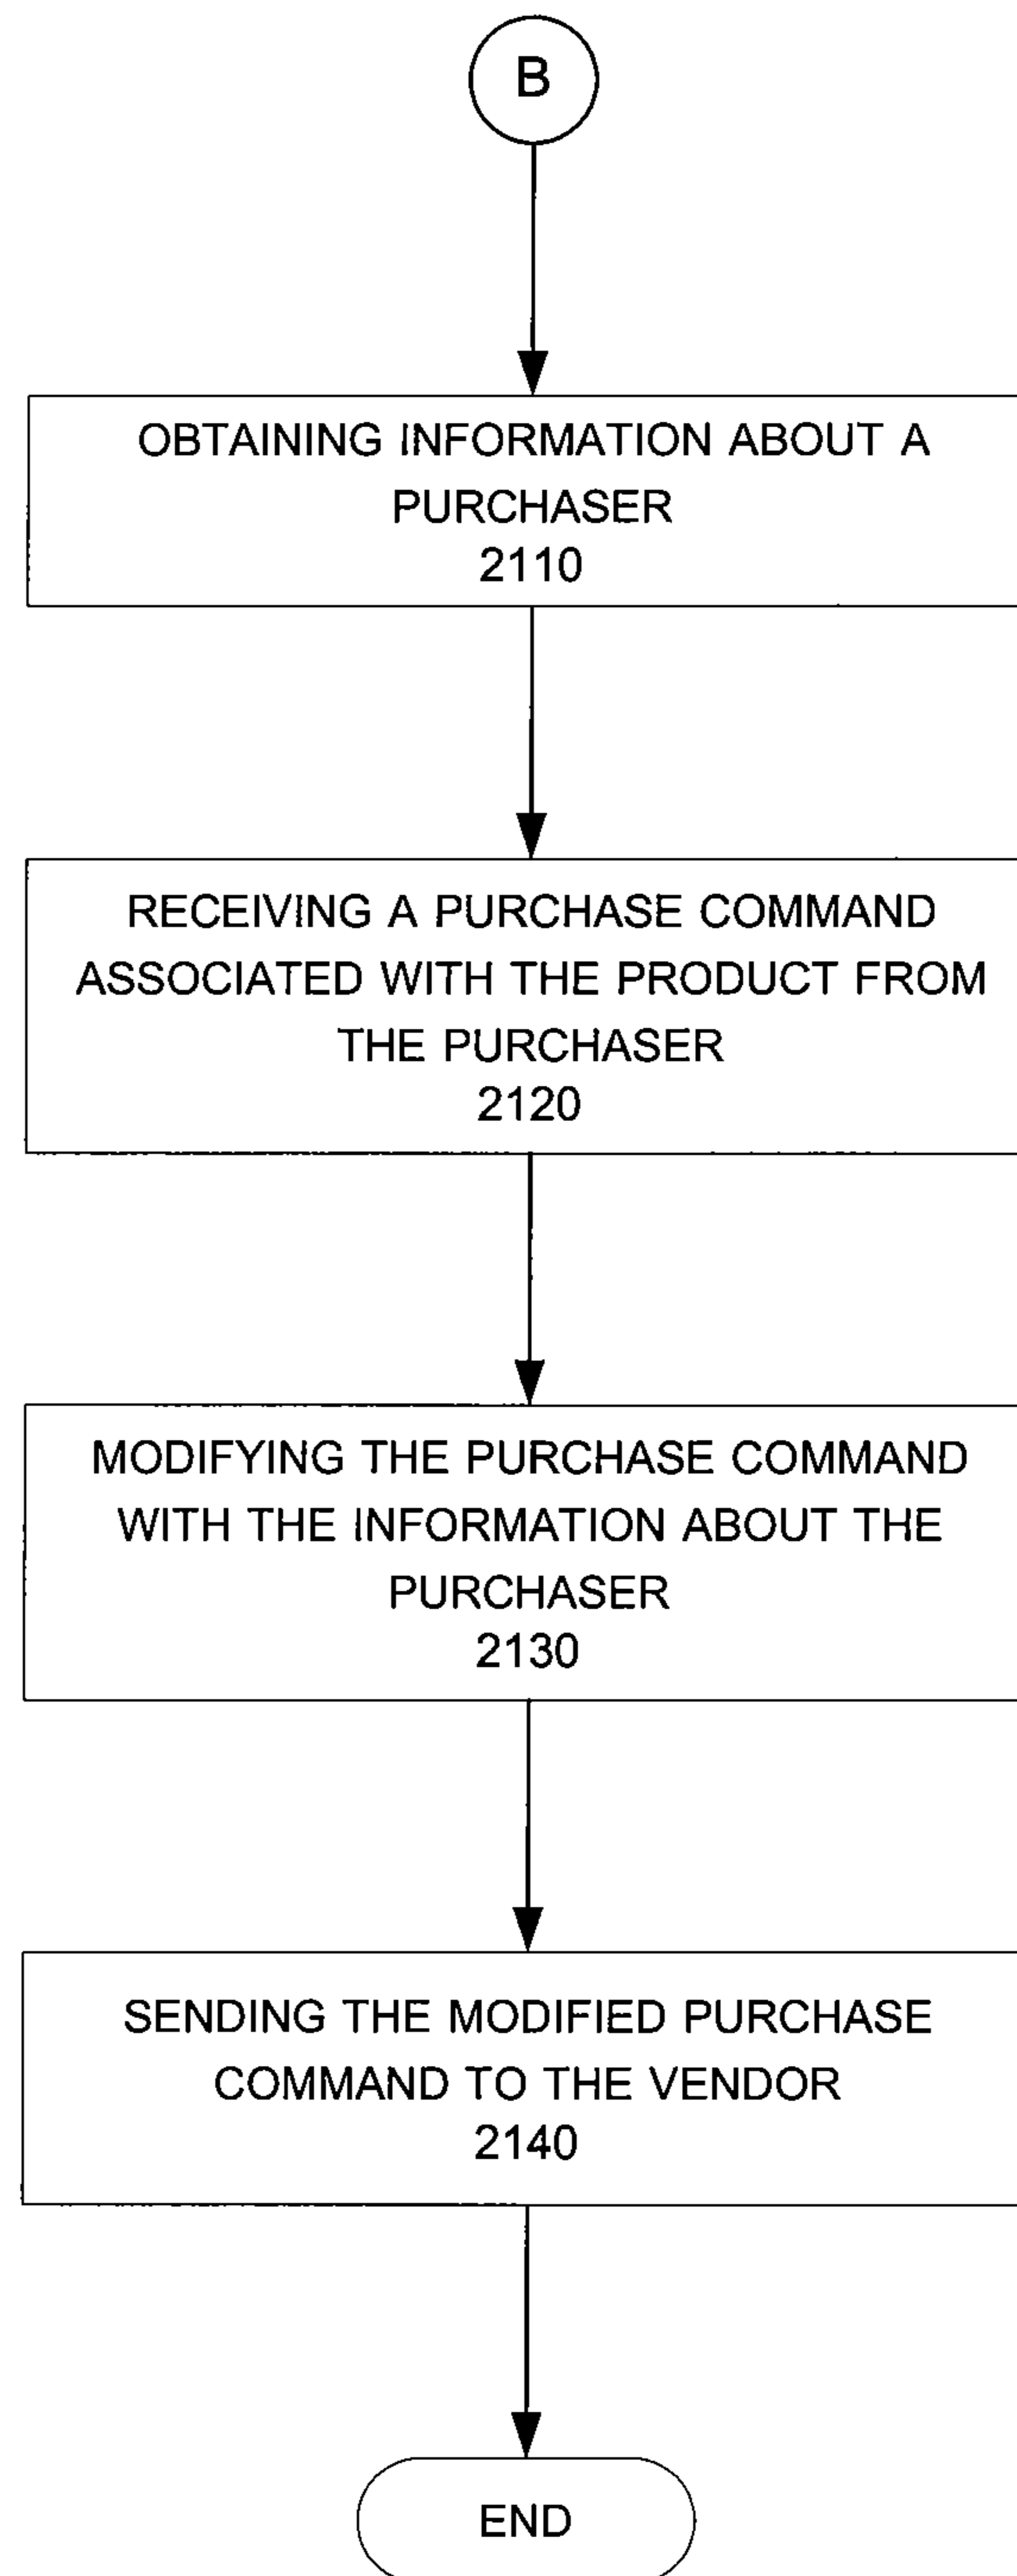 B
OBTAINING INFORMATION ABOUT A
PURCHASER
2110
RECEIVING A PURCHASE COMMAND
ASSOCIATED WITH THE PRODUCT FROM
THE PURCHASER
2120
MODIFYING THE PURCHASE COMMAND
WITH THE INFORMATION ABOUT THE
PURCHASER
2130
SENDING THE MODIFIED PURCHASE
COMMAND TO THE VENDOR
2140
END